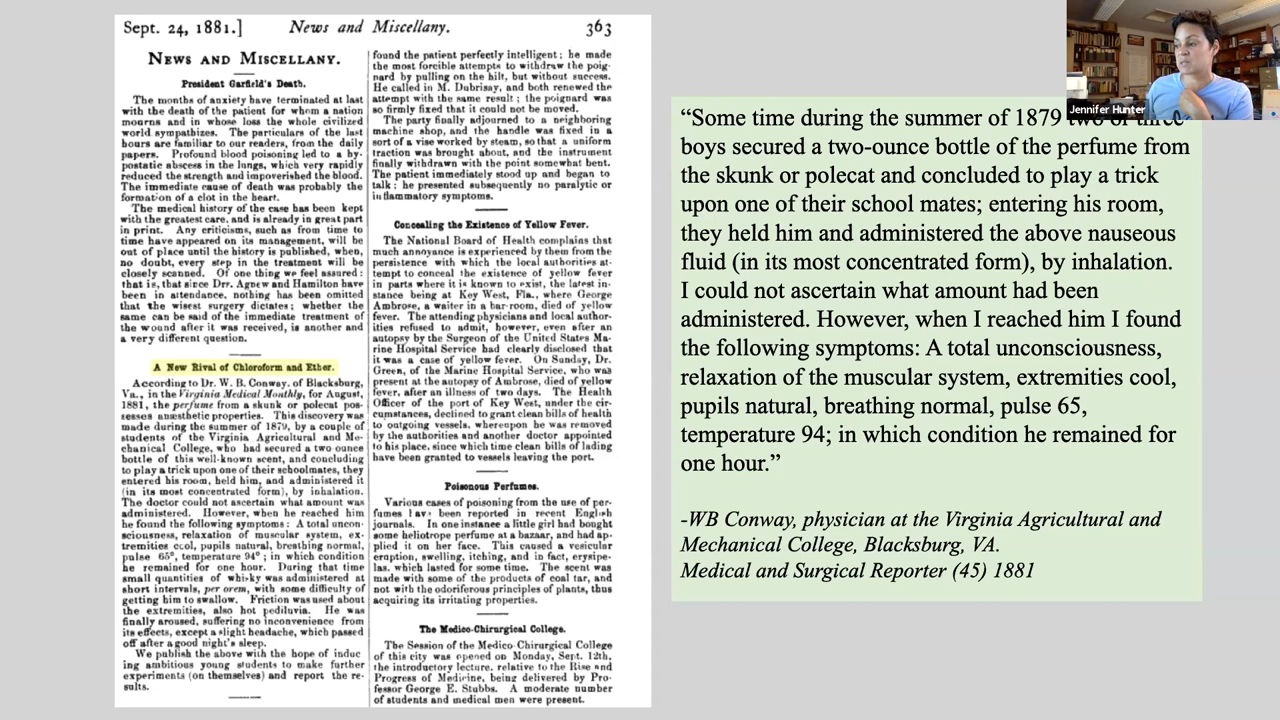 Sept. 24, 1881.] News and Miscellany. 363
NEWS AND MISCELLANY.
President Garfield's Death.
The months of anxiety have terminated at last
with the death of the patient for whom a nation
mourns and in whose loss the whole civilized
world sympathizes. The particulars of the last
hours are familiar to our readers, from the daily
papers. Profound blood poisoning led to a hy-
postatic abscess in the lungs, which very rapidly
reduced the strength and impoverished the blood.
The immediate cause of death was probably the
formation of a clot in the heart.
The medical history of the case has been kept
with the greatest care, and is already in great part
in print. Any criticisms, such as from time to
time have appeared on its management, will be
out of place until the history is published, when,
no doubt, every step in the treatment will be
closely scanned. Of one thing we feel assured:
that is, that since Drr. Agnew and Hamilton have
been in attendance, nothing has been omitted
that the wisest surgery dictates; whether the
same can be said of the immediate treatment of
the wound after it was received, is another and
a very different question.
A New Rival of Chloroform and Ether.
According to Dr. W. B. Conway, of Blacksburg,
Va., in the Virginia Medical Monthly, for August,
1881, the perfume from a skunk or polecat pos-
sesses anæsthetic properties. This discovery was
made during the summer of 1879, by a couple of
students of the Virginia Agricultural and Me-
chanical College, who had secured a two-ounce
bottle of this well-known scent, and concluding
to play a trick upon one of their schoolmates, they
entered his room, held him, and administered it
(in its most concentrated form), by inhalation.
The doctor could not ascertain what amount was
administered. However, when he reached him
he found the following symptoms: A total uncon-
sciousness, relaxation of muscular system, ex-
tremities cool, pupils natural, breathing normal,
pulse 65°, temperature 94°; in which condition
he remained for one hour. During that time
small quantities of whisky was administered at
short intervals, per orem, with some difficulty of
getting him to swallow. Friction was used about
the extremities, also hot pediluvia. He was
finally aroused, suffering no inconvenience from
its effects, except a slight headache, which passed
off after a good night's sleep.
We publish the above with the hope of induc
ing ambitious young students to make further
experiments (on themselves) and report the re-
sults.
found the patient perfectly intelligent; he made
the most forcible attempts to withdraw the poig-
nard by pulling on the hilt, but without success.
He called in M. Dubrisay, and both renewed the
attempt with the same result; the poignard was
so firmly fixed that it could not be moved.
The party finally adjourned to a neighboring
machine shop, and the handle was fixed in a
sort of a vise worked by steam, so that a uniform
traction was brought about, and the instrument
finally withdrawn with the point somewhat bent.
The patient immediately stood up and began to
talk; he presented subsequently no paralytic or
inflammatory symptoms.
Concealing the Existence of Yellow Fever.
The National Board of Health complains that
much annoyance is experienced by them from the
persistence with which the local authorities at-
tempt to conceal the existence of yellow fever
in parts where it is known to exist, the latest in-
stance being at Key West, Fla., where George
Ambrose, a waiter in a bar-room, died of yellow
fever. The attending physicians and local author-
ities refused to admit, however, even after an
autopsy by the Surgeon of the United States Ma-
rine Hospital Service had clearly disclosed that
it was a case of yellow fever. On Sunday, Dr.
Green, of the Marine Hospital Service, who was
present at the autopsy of Ambrose, died of yellow
fever, after an illness of two days. The Health
Officer of the port of Key West, under the cir-
cumstances, declined to grant clean bills of health
to outgoing vessels, whereupon he was removed
by the authorities and another doctor appointed
to his place, since which time clean bills of lading
have been granted to vessels leaving the port.
Poisonous Perfumes.
Various cases of poisoning from the use of per-
fumes have been reported in recent English
journals. In one instance a little girl had bought
some heliotrope perfume at a bazaar, and had ap-
plied it on her face. This caused a vesicular
eruption, swelling, itching, and in fact, erysipe-
las, which lasted for some time. The scent was
made with some of the products of coal tar, and
not with the odoriferous principles of plants, thus
acquiring its irritating properties.
The Medico-Chirurgical College.
The Session of the Medico-Chirurgical College
of this city was opened on Monday, Sept. 12th,
the introductory lecture, relative to the Rise and
Progress of Medicine, being delivered by Pro-
fessor George E. Stubbs. A moderate number
of students and medical men were present.
Jennifer Hunter
“Some time during the summer of 1879 two or three
boys secured a two-ounce bottle of the perfume from
the skunk or polecat and concluded to play a trick
upon one of their school mates; entering his room,
they held him and administered the above nauseous
fluid (in its most concentrated form), by inhalation.
I could not ascertain what amount had been
administered. However, when I reached him I found
the following symptoms: A total unconsciousness,
relaxation of the muscular system, extremities cool,
pupils natural, breathing normal, pulse 65,
temperature 94; in which condition he remained for
one hour.”
-WB Conway, physician at the Virginia Agricultural and
Mechanical College, Blacksburg, VA.
Medical and Surgical Reporter (45) 1881